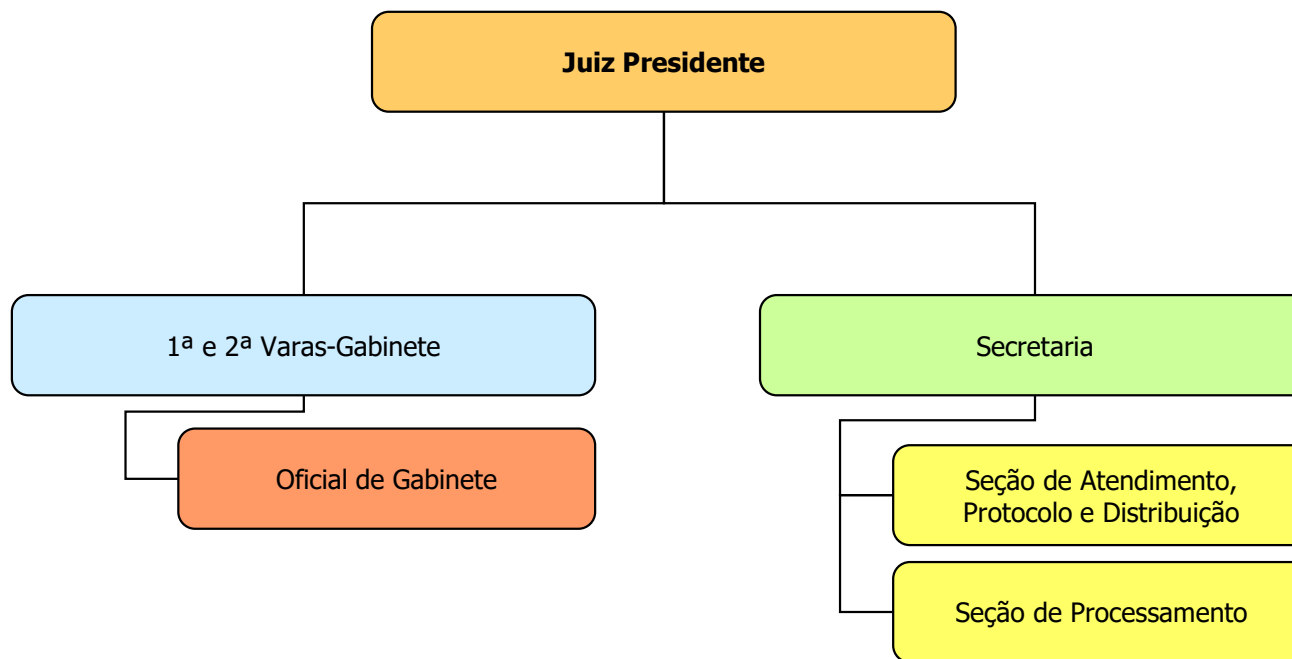 Juiz Presidente
1ª e 2ª Varas-Gabinete
Secretaria
Oficial de Gabinete
Seção de Atendimento,
Protocolo e Distribuição
Seção de Processamento